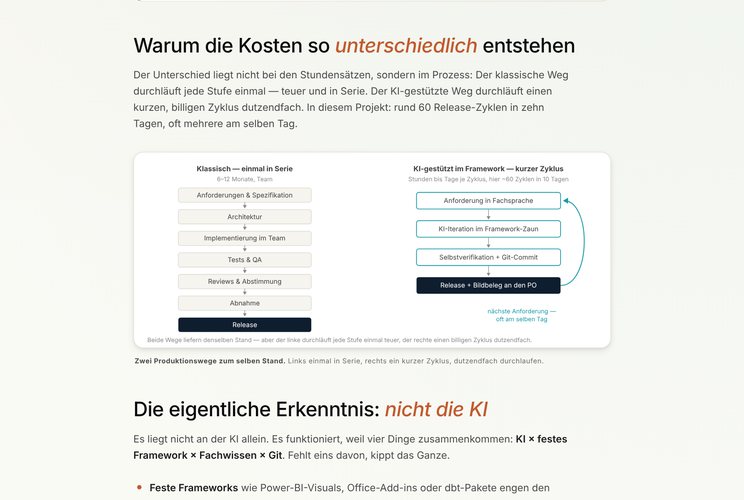 Warum die Kosten so unterschiedlich entstehen
Der Unterschied liegt nicht bei den Stundensätzen, sondern im Prozess: Der klassische Weg
durchläuft jede Stufe einmal — teuer und in Serie. Der KI-gestützte Weg durchläuft einen
kurzen, billigen Zyklus dutzendfach. In diesem Projekt: rund 60 Release-Zyklen in zehn
Tagen, oft mehrere am selben Tag.
Klassisch — einmal in Serie
6–12 Monate, Team
Anforderungen & Spezifikation
Architektur
Implementierung im Team
Tests & QA
Reviews & Abstimmung
Abnahme
Release
KI-gestützt im Framework — kurzer Zyklus
Stunden bis Tage je Zyklus, hier ~60 Zyklen in 10 Tagen
Anforderung in Fachsprache
KI-Iteration im Framework-Zaun
Selbstverifikation + Git-Commit
Release + Bildbeleg an den PO
nächste Anforderung —
oft am selben Tag
Beide Wege liefern denselben Stand — aber der linke durchläuft jede Stufe einmal teuer, der rechte einen billigen Zyklus dutzendfach.
Zwei Produktionswege zum selben Stand. Links einmal in Serie, rechts ein kurzer Zyklus, dutzendfach durchlaufen.
Die eigentliche Erkenntnis: nicht die KI
Es liegt nicht an der KI allein. Es funktioniert, weil vier Dinge zusammenkommen: KI × festes
Framework × Fachwissen × Git. Fehlt eins davon, kippt das Ganze.
• Feste Frameworks wie Power-BI-Visuals, Office-Add-ins oder dbt-Pakete engen den